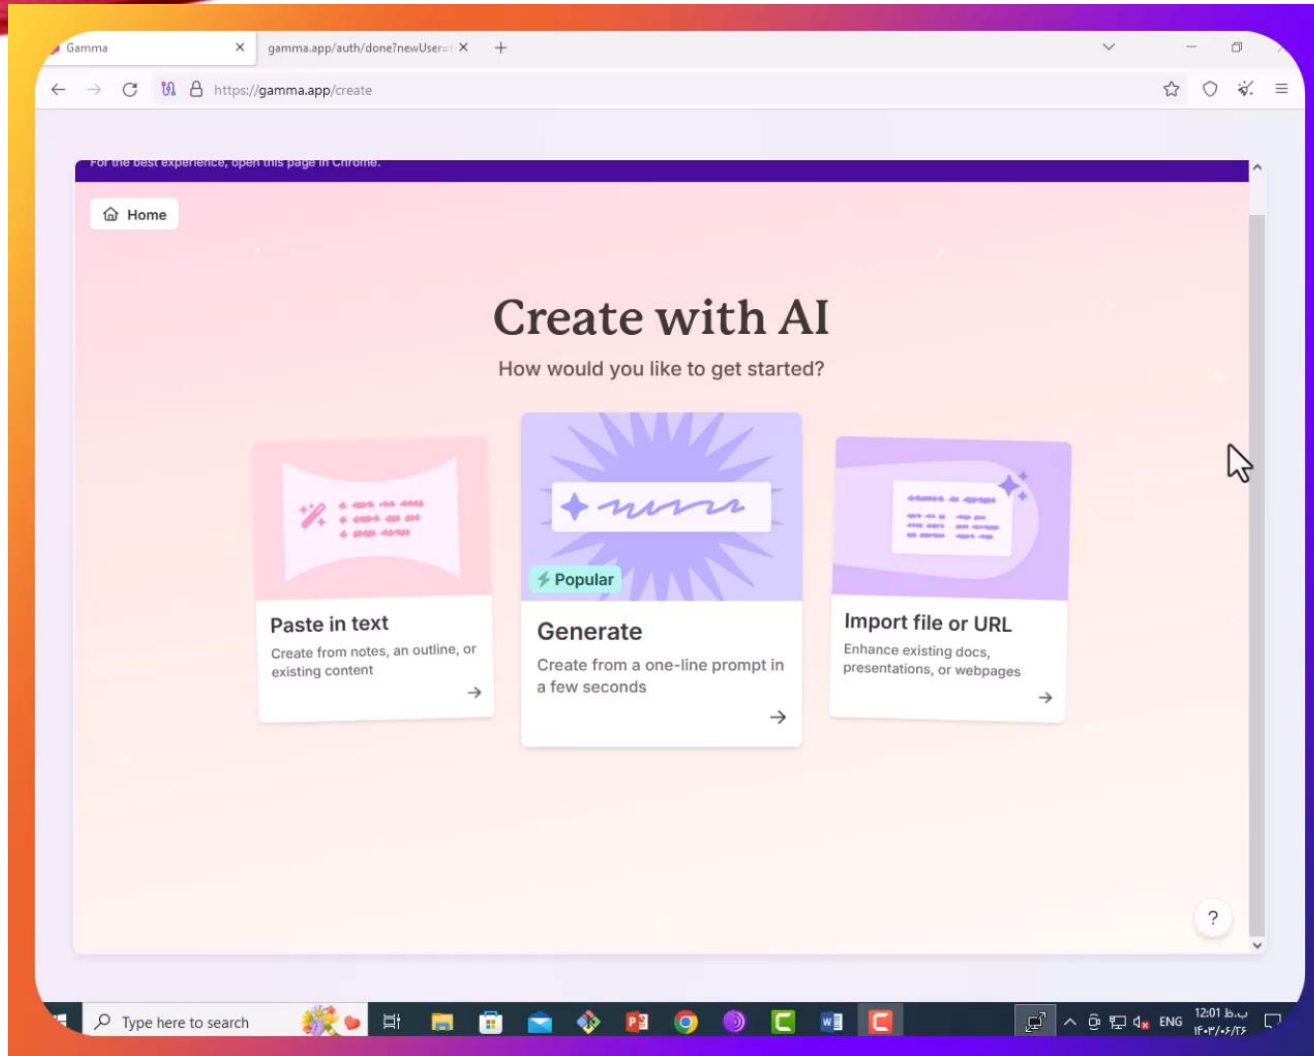 Gamma
gamma.app/auth/done?newUser=t
https://gamma.app/create
For the best experience, open this page in Chrome.
Home
Create with AI
How would you like to get started?
Popular
Paste in text
Create from notes, an outline, or
existing content
Generate
Create from a one-line prompt in
a few seconds
Import file or URL
Enhance existing docs,
presentations, or webpages
?
Type here to search
ENG
12:01 ب.ظ
۱۴۰۳/۰۶/۲۶